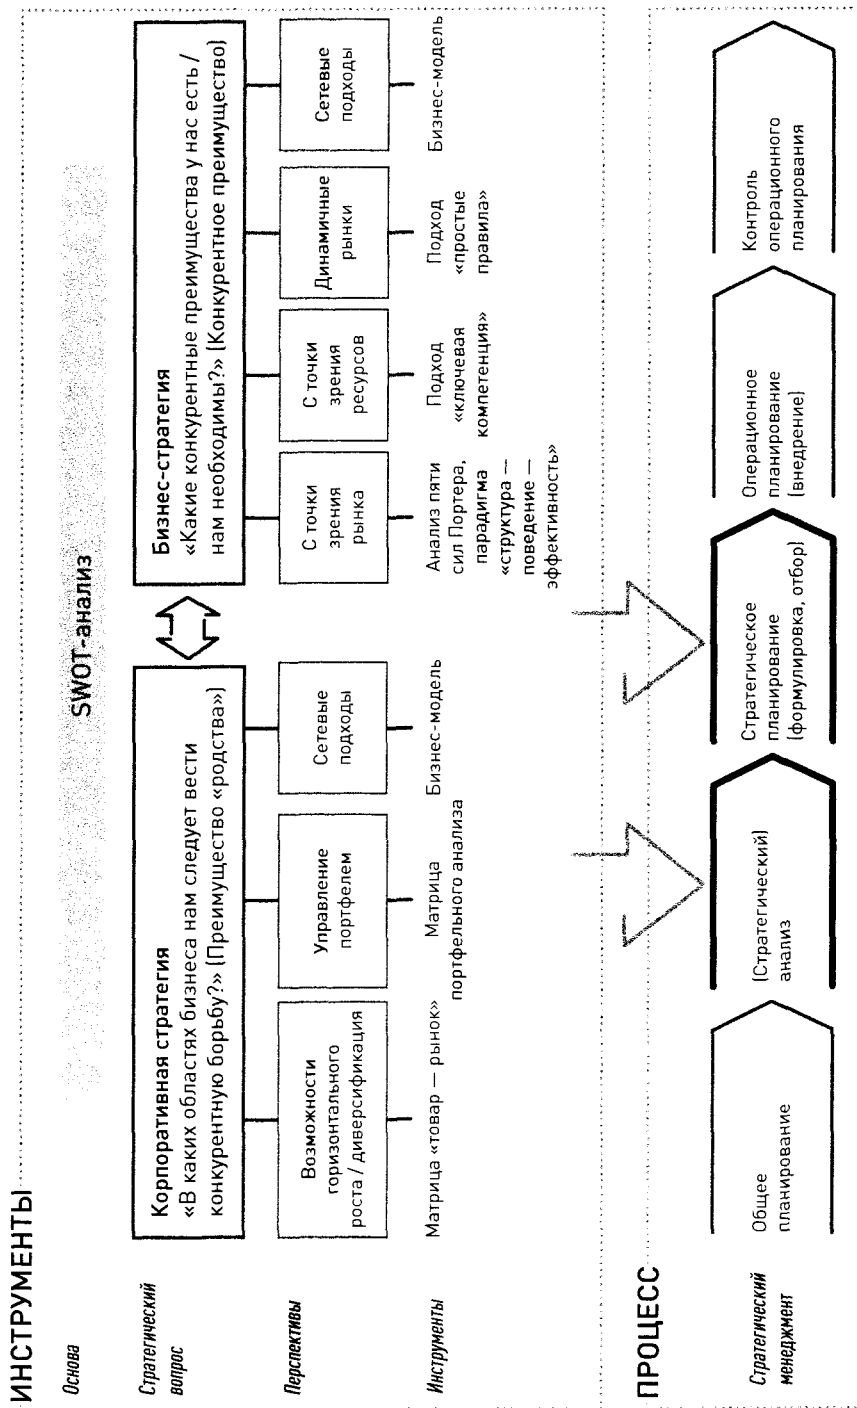 ИНСТРУМЕНТЫ
Основа
SWOT-анализ
Стратегический
вопрос
Корпоративная стратегия
«В каких областях бизнеса нам следует вести
конкурентную борьбу?» (Преимущество «родства»)
Бизнес-стратегия
«Какие конкурентные преимущества у нас есть /
нам необходимы?» (Конкурентное преимущество)
Перспективы
Возможности
горизонтального
роста / диверсификация
Управление
портфелем
Сетевые
подходы
С точки
зрения
рынка
С точки
зрения
ресурсов
Динамичные
рынки
Сетевые
подходы
Инструменты
Матрица «товар — рынок»
Матрица
портфельного анализа
Бизнес-модель
Анализ пяти
сил Портера,
парадигма
«структура —
поведение —
эффективность»
Подход
«ключевая
компетенция»
Подход
«простые
правила»
Бизнес-модель
ПРОЦЕСС
Стратегический
менеджмент
Общее
планирование
(Стратегический)
анализ
Стратегическое
планирование
(формулировка, отбор)
Операционное
планирование
(внедрение)
Контроль
операционного
планирования